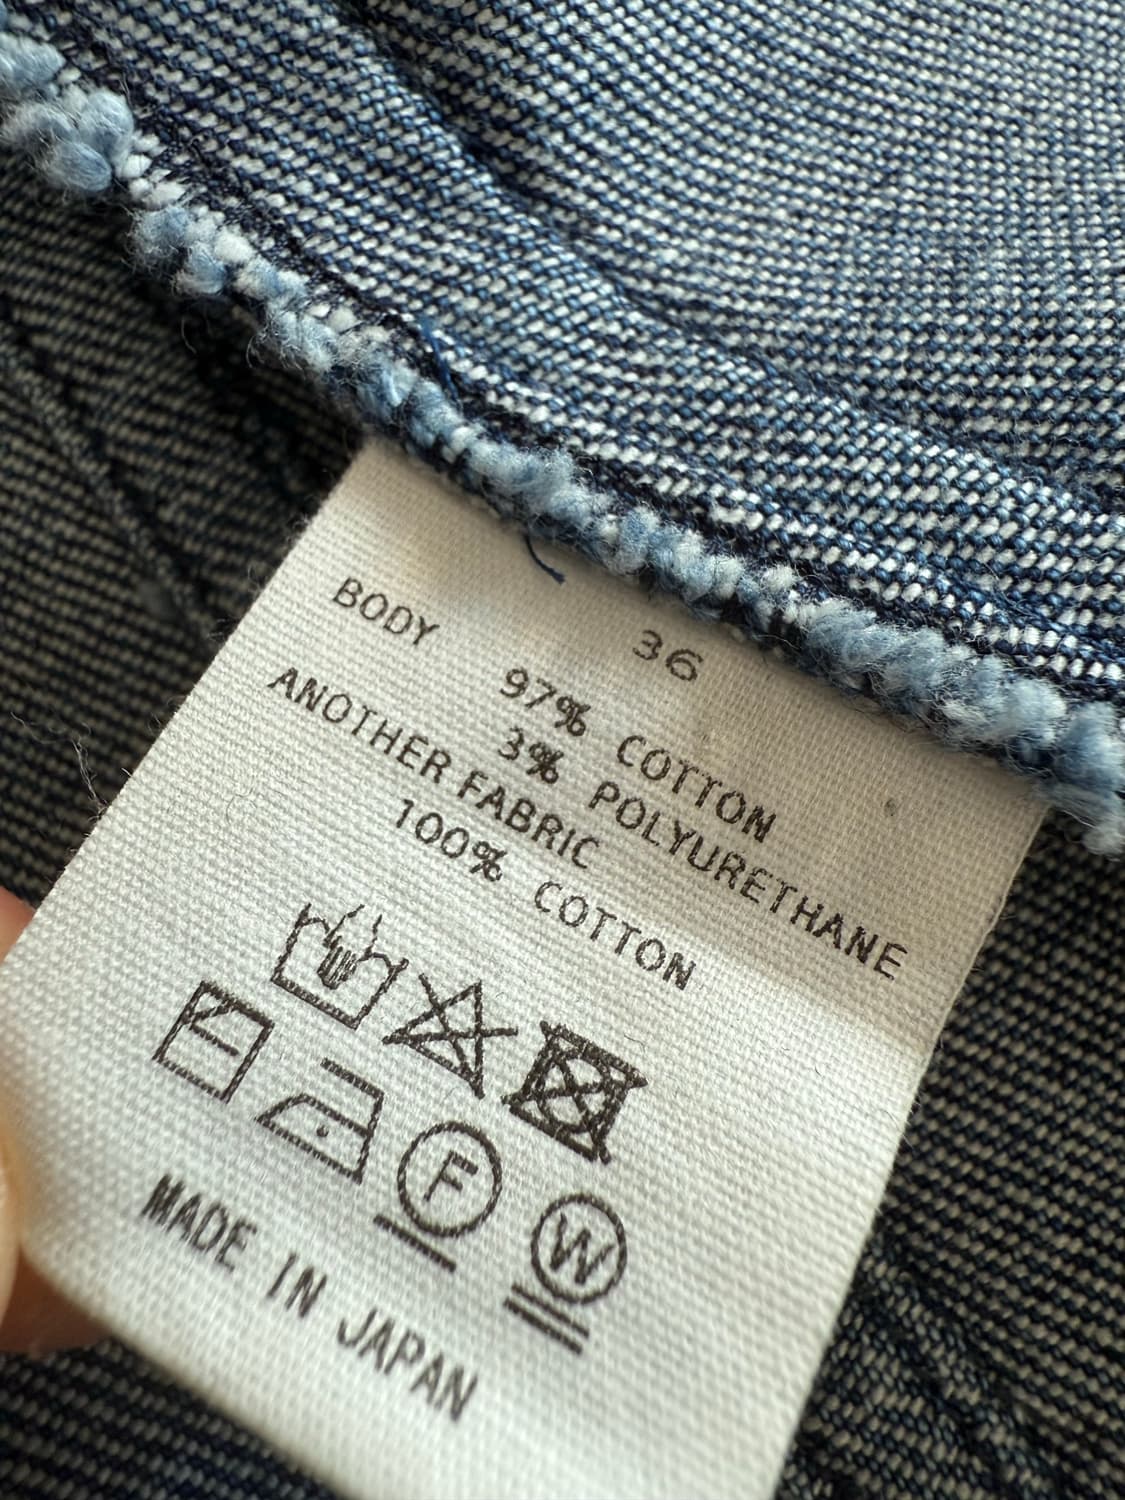 36
BODY
97% COTTON
3% POLYURETHANE
ANOTHER FABRIC
100% COTTON
F
W
MADE IN JAPAN